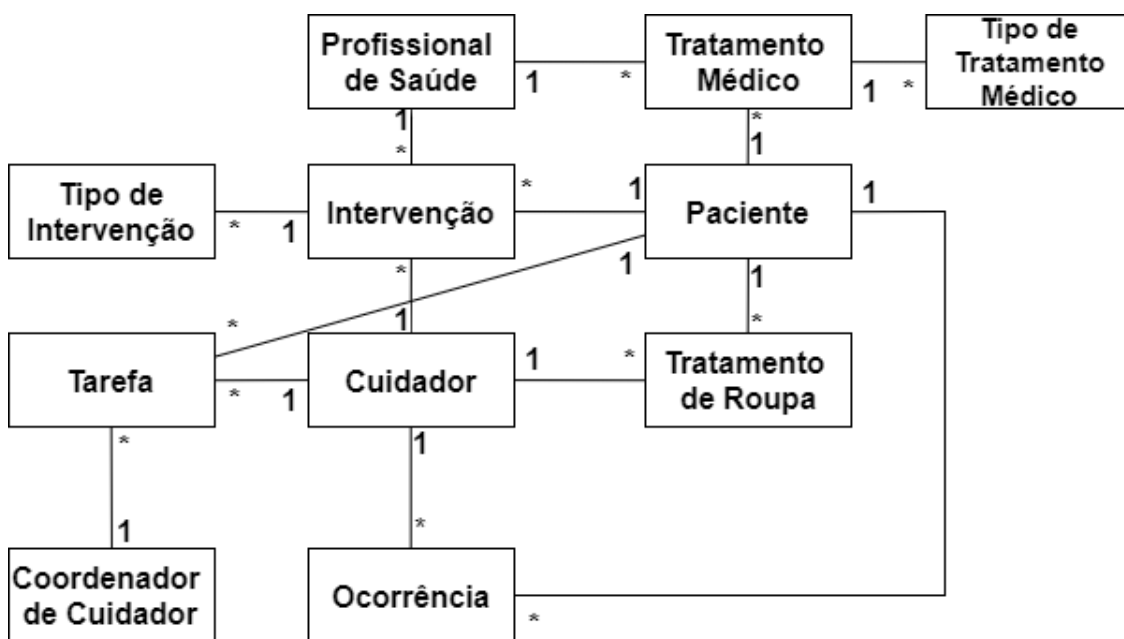 Profissional
de Saúde
1
*
Tratamento
Médico
1
*
Tipo de
Tratamento
Médico
1
*
*
1
Tipo de
Intervenção
*
1
Intervenção
*
1
Paciente
1
*
1
1
*
*
1
*
Tarefa
*
1
Cuidador
1
*
Tratamento
de Roupa
*
1
1
*
Coordenador
de Cuidador
Ocorrência
*